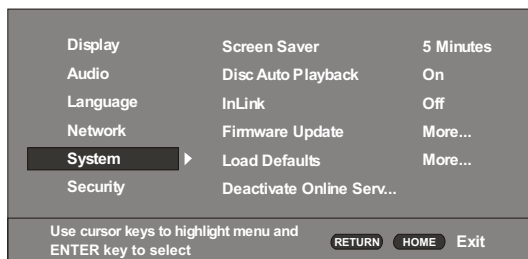 Display Screen Saver 5 Minutes
Audio Disc Auto Playback On
Language InLink Off
Network Firmware Update More...
System Load Defaults More...
Security Deactivate Online Serv...
Use cursor keys to highlight menu and
ENTER key to select
RETURN HOME Exit